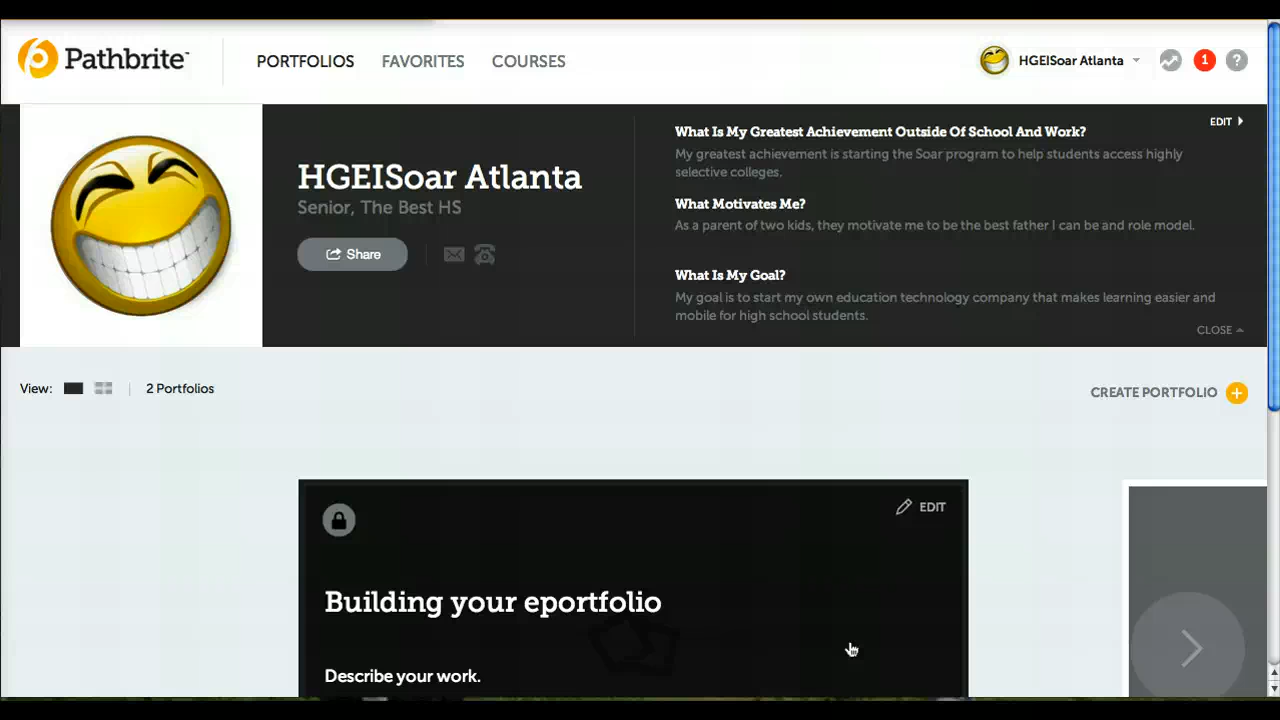 Pathbrite™
PORTFOLIOS FAVORITES COURSES
HGEISoar Atlanta
1
?
EDIT
HGEISoar Atlanta
Senior, The Best HS
Share
What Is My Greatest Achievement Outside Of School And Work?
My greatest achievement is starting the Soar program to help students access highly
selective colleges.
What Motivates Me?
As a parent of two kids, they motivate me to be the best father I can be and role model.
What Is My Goal?
My goal is to start my own education technology company that makes learning easier and
mobile for high school students.
CLOSE
View: 2 Portfolios
CREATE PORTFOLIO +
EDIT
Building your eportfolio
Describe your work.